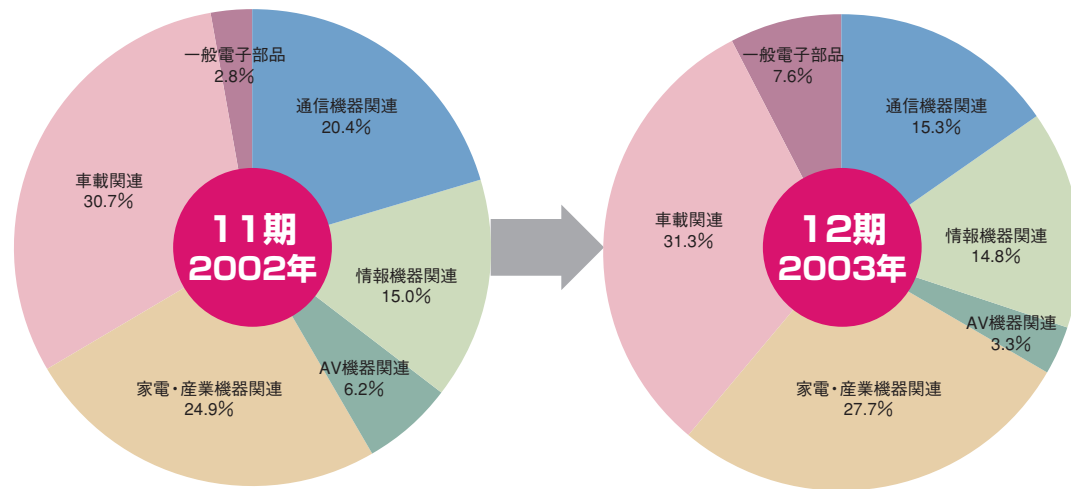 一般電子部品
2.8%
通信機器関連
20.4%
車載関連
30.7%
11期
2002年
情報機器関連
15.0%
AV機器関連
6.2%
家電・産業機器関連
24.9%
一般電子部品
7.6%
通信機器関連
15.3%
車載関連
31.3%
12期
2003年
情報機器関連
14.8%
AV機器関連
3.3%
家電・産業機器関連
27.7%